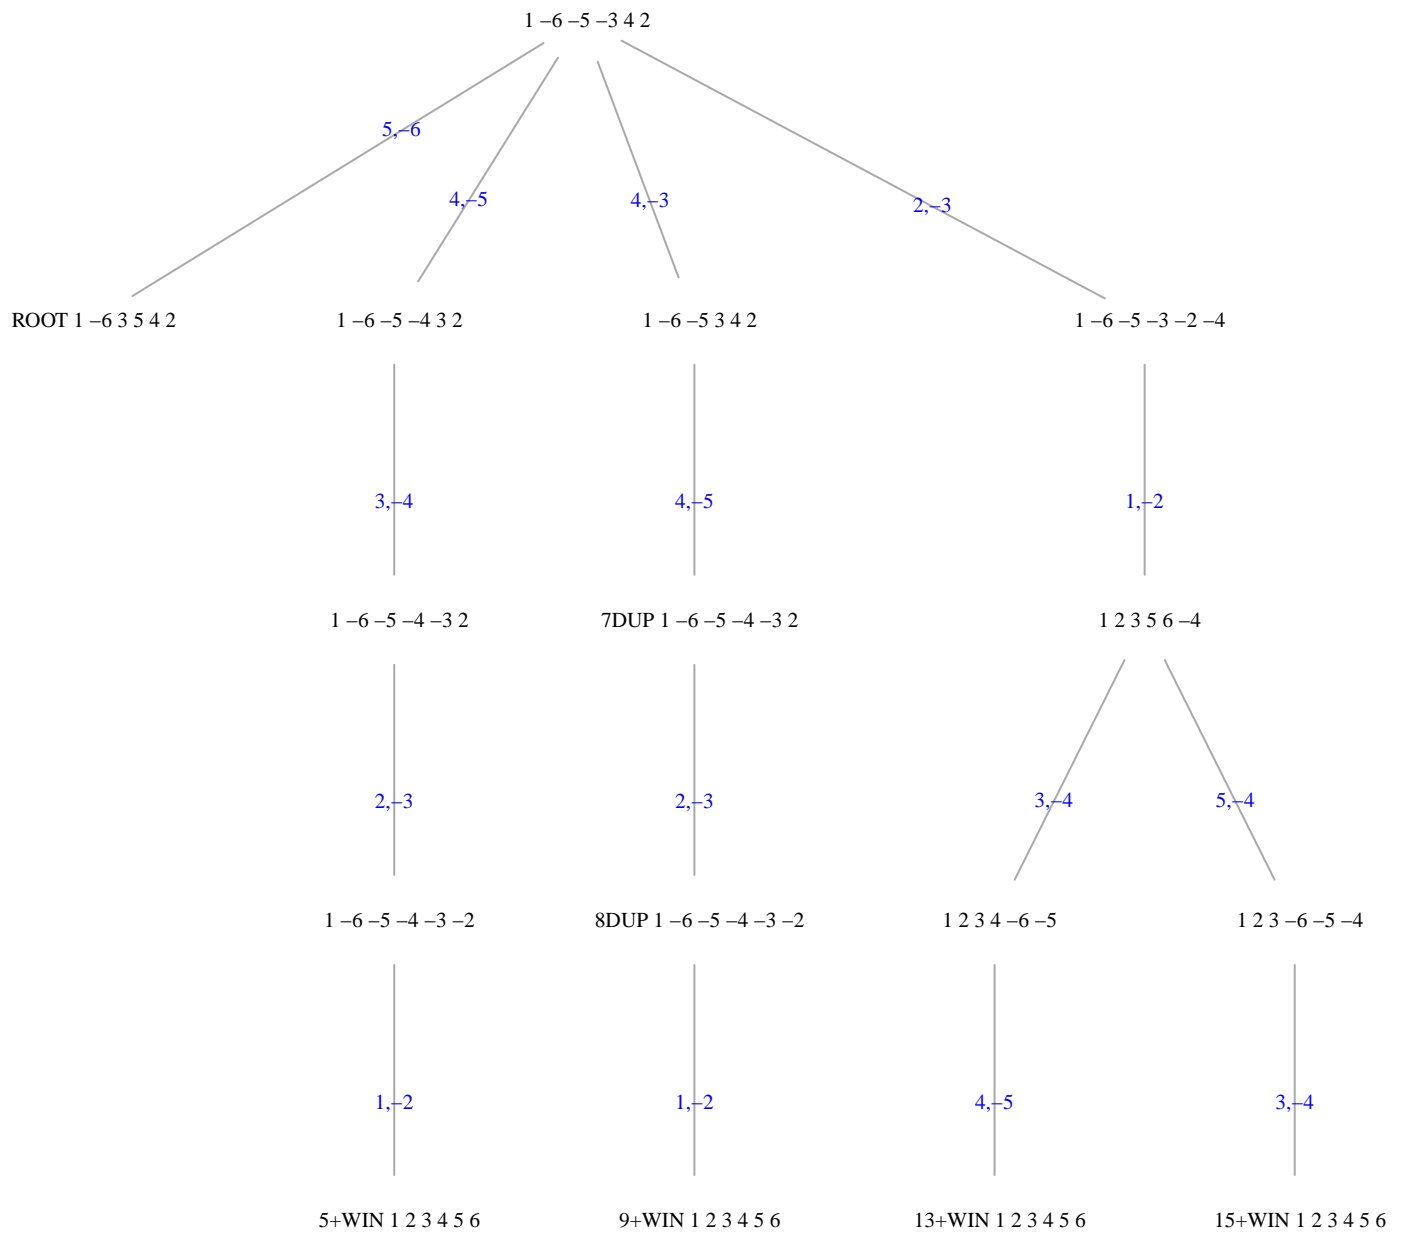 1 –6 –5 –3 4 2
5,–6
4,–5
4,–3
2,–3
ROOT 1 –6 3 5 4 2
1 –6 –5 –4 3 2
1 –6 –5 3 4 2
1 –6 –5 –3 –2 –4
3,–4
4,–5
1,–2
1 –6 –5 –4 –3 2
7DUP 1 –6 –5 –4 –3 2
1 2 3 5 6 –4
2,–3
2,–3
3,–4
5,–4
1 –6 –5 –4 –3 –2
8DUP 1 –6 –5 –4 –3 –2
1 2 3 4 –6 –5
1 2 3 –6 –5 –4
1,–2
1,–2
4,–5
3,–4
5+WIN 1 2 3 4 5 6
9+WIN 1 2 3 4 5 6
13+WIN 1 2 3 4 5 6
15+WIN 1 2 3 4 5 6